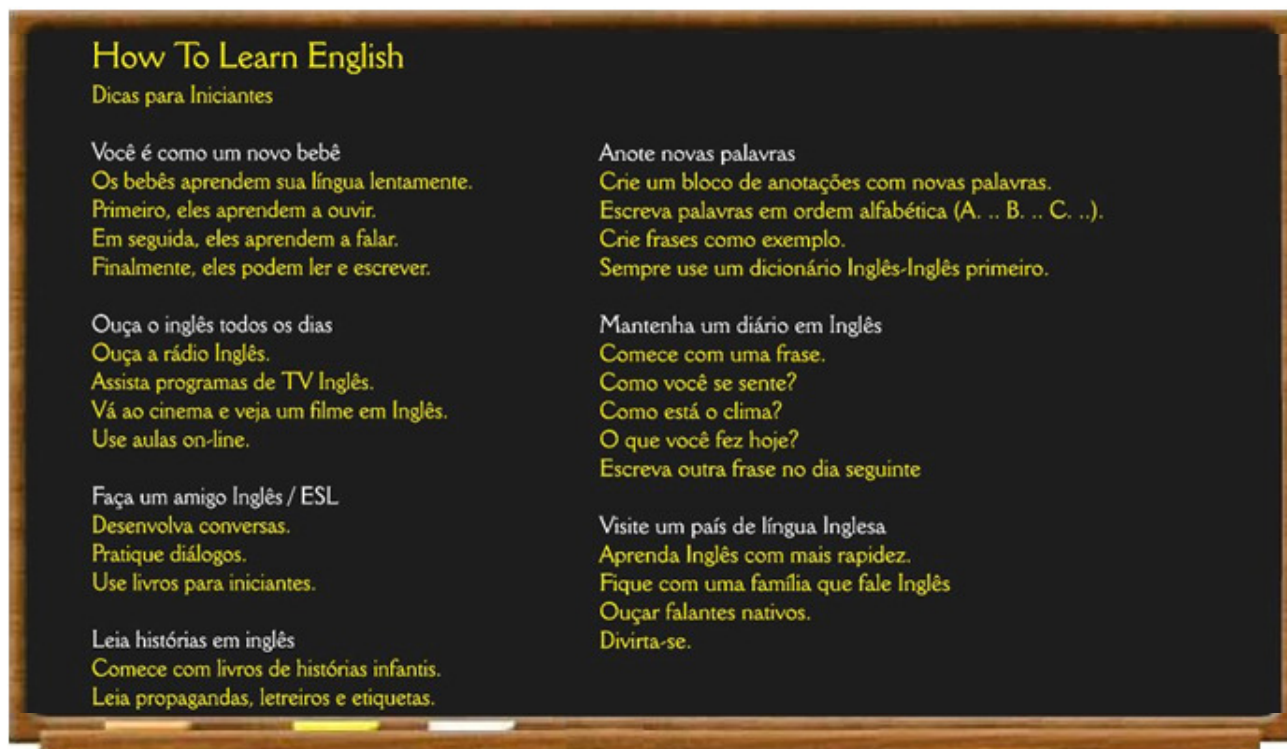 How To Learn English
Dicas para Iniciantes
Você é como um novo bebê
Os bebês aprendem sua língua lentamente.
Primeiro, eles aprendem a ouvir.
Em seguida, eles aprendem a falar.
Finalmente, eles podem ler e escrever.
Ouça o inglês todos os dias
Ouça a rádio Inglês.
Assista programas de TV Inglês.
Vá ao cinema e veja um filme em Inglês.
Use aulas on-line.
Faça um amigo Inglês / ESL
Desenvolva conversas.
Pratique diálogos.
Use livros para iniciantes.
Leia histórias em inglês
Comece com livros de histórias infantis.
Leia propagandas, letreiros e etiquetas.
Anote novas palavras
Crie um bloco de anotações com novas palavras.
Escreva palavras em ordem alfabética (A. .. B. .. C. ..).
Crie frases como exemplo.
Sempre use um dicionário Inglês-Inglês primeiro.
Mantenha um diário em Inglês
Comece com uma frase.
Como você se sente?
Como está o clima?
O que você fez hoje?
Escreva outra frase no dia seguinte
Visite um país de língua Inglesa
Aprenda Inglês com mais rapidez.
Fique com uma família que fale Inglês
Ouçar falantes nativos.
Divirta-se.